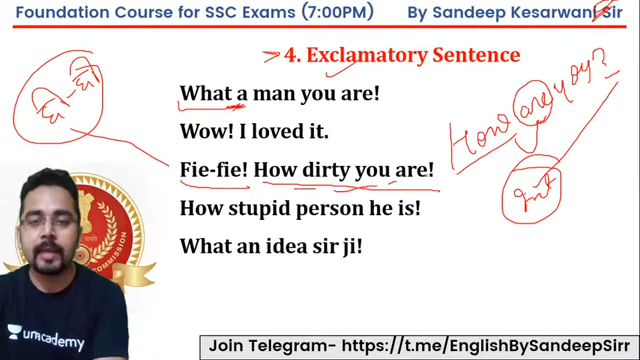 Foundation Course for SSC Exams (7:00PM) By Sandeep Kesarwani Sir
4. Exclamatory Sentence
What a man you are!
Wow! I loved it.
Fie-fie! How dirty you are!
How stupid person he is!
What an idea sir ji!
छि-छि
How are you?
Int
unacademy
Join Telegram- https://t.me/EnglishBySandeepSirr